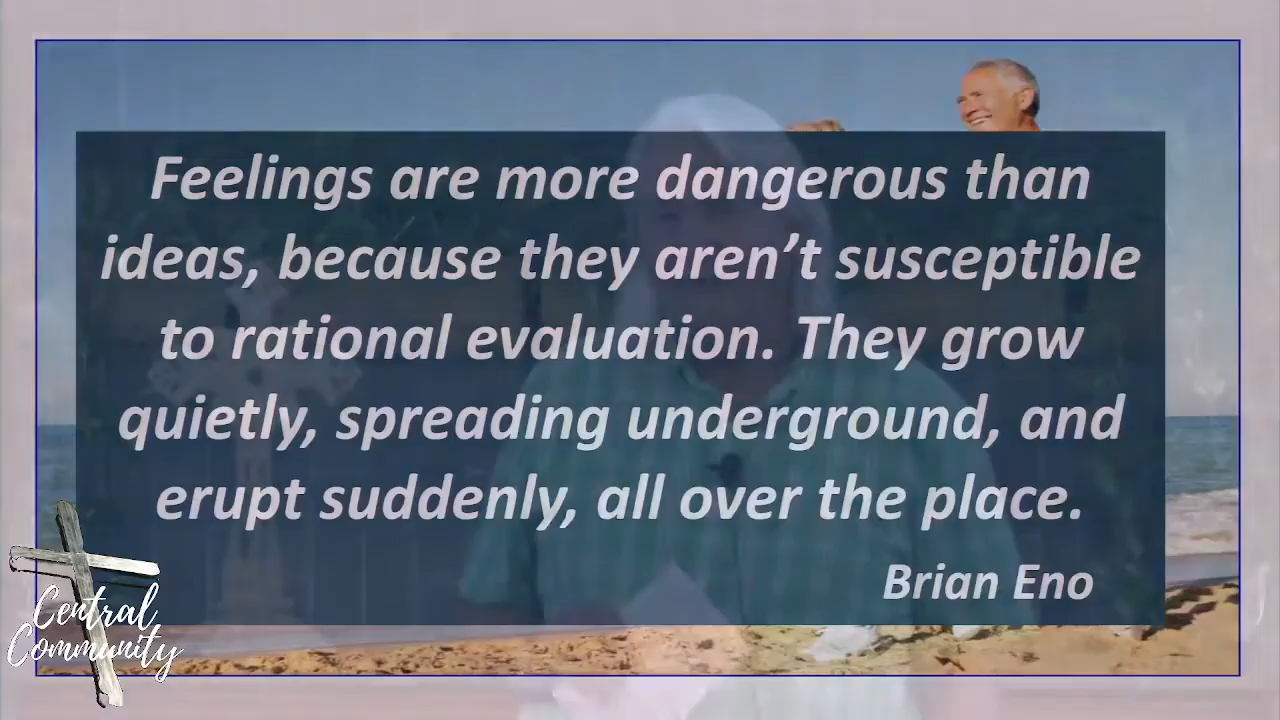 Feelings are more dangerous than
ideas, because they aren’t susceptible
to rational evaluation. They grow
quietly, spreading underground, and
erupt suddenly, all over the place.
Brian Eno
Central
Community